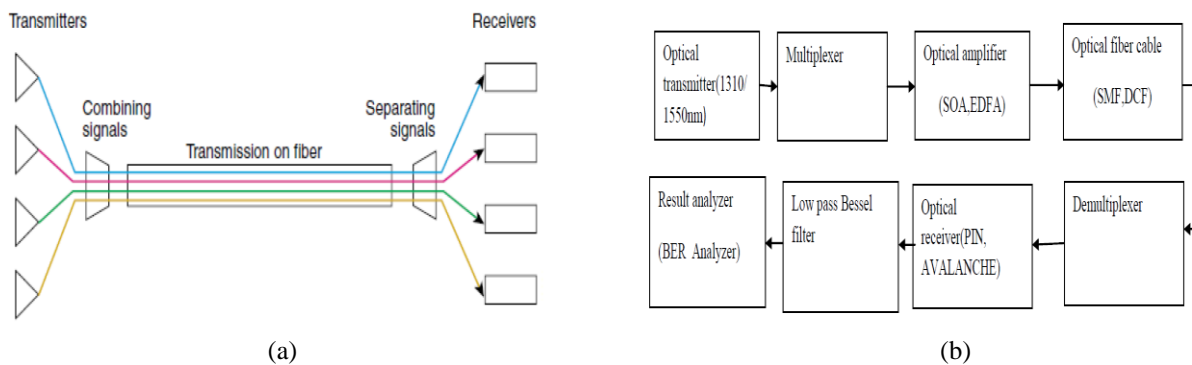 Transmitters
Receivers
Combining
signals
Separating
signals
Transmission on fiber
(a)
Optical
transmitter(1310/
1550nm)
Multiplexer
Optical amplifier
(SOA,EDFA)
Optical fiber cable
(SMF,DCF)
Result analyzer
(BER Analyzer)
Low pass Bessel
filter
Optical
receiver(PIN,
AVALANCHE)
Demultiplexer
(b)